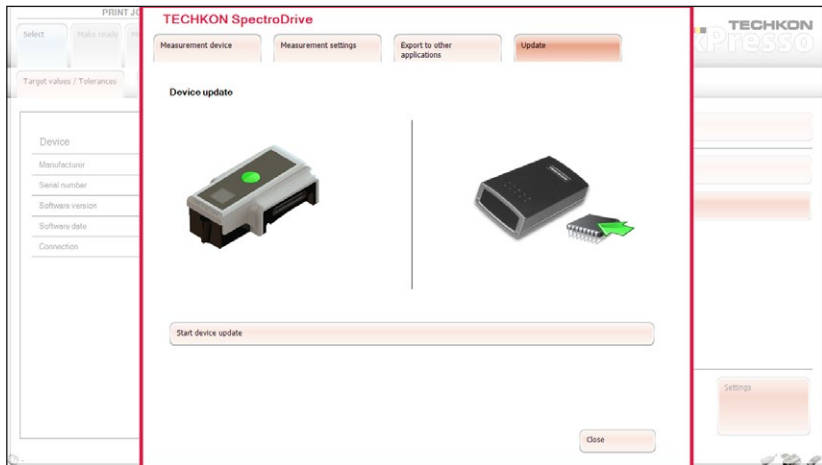 PRINT JO
TECHKON SpectroDrive
TECHKON
xPresso
Select
Make ready
Measurement device
Measurement settings
Export to other
applications
Update
Target values / Tolerances
Device update
Device
Manufacturer
Serial number
Software version
Software date
Connection
Start device update
Settings
Close